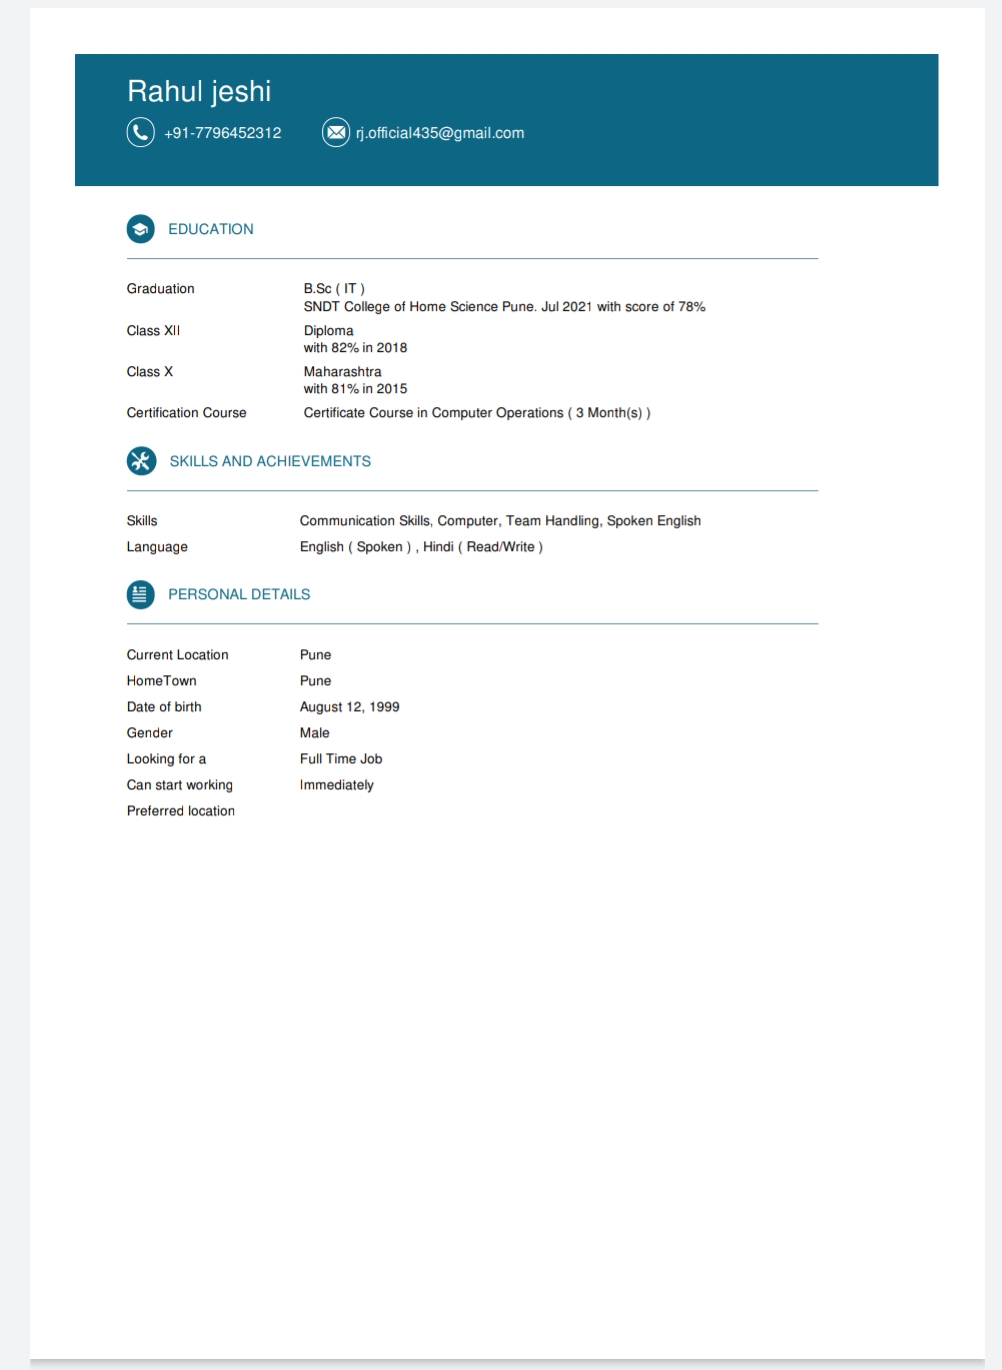 Rahul jeshi
+91-7796452312 rj.official435@gmail.com
EDUCATION
Graduation B.Sc ( IT )
SNDT College of Home Science Pune. Jul 2021 with score of 78%
Class XII Diploma
with 82% in 2018
Class X Maharashtra
with 81% in 2015
Certification Course Certificate Course in Computer Operations ( 3 Month(s) )
SKILLS AND ACHIEVEMENTS
Skills Communication Skills, Computer, Team Handling, Spoken English
Language English ( Spoken ) , Hindi ( Read/Write )
PERSONAL DETAILS
Current Location Pune
HomeTown Pune
Date of birth August 12, 1999
Gender Male
Looking for a Full Time Job
Can start working Immediately
Preferred location